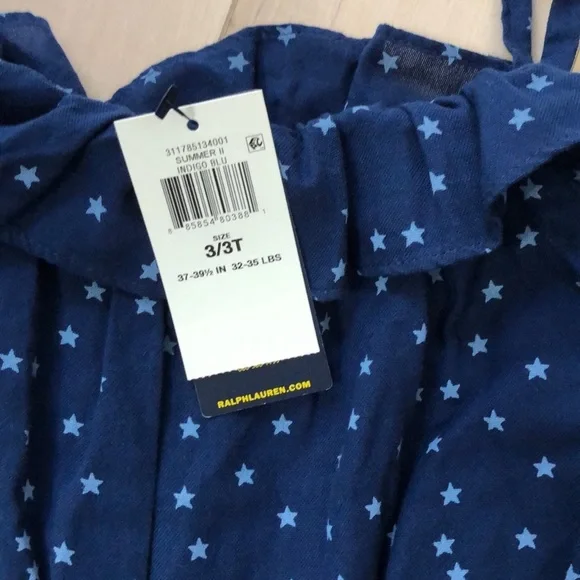 311785134001
SUMMER II
INDIGO BLU
8 85854 80388 1
SIZE
3/3T
37-39½ IN 32-35 LBS
RALPHLAUREN.COM